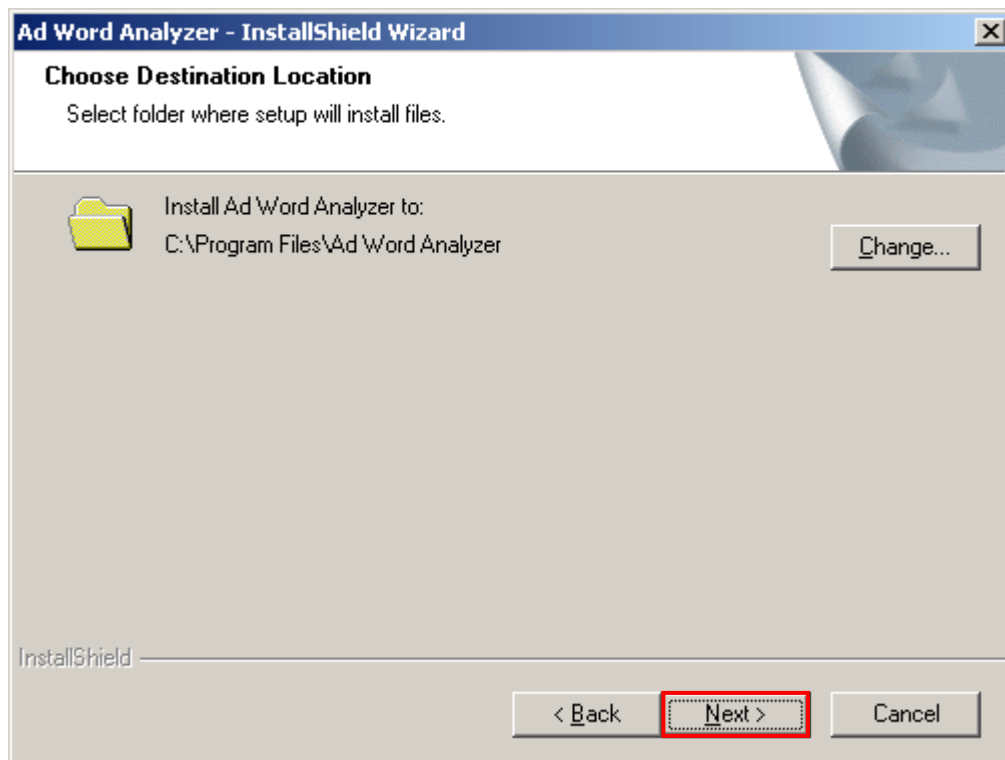 Ad Word Analyzer - InstallShield Wizard
Choose Destination Location
Select folder where setup will install files.
Install Ad Word Analyzer to:
C:\Program Files\Ad Word Analyzer
Change...
InstallShield
< Back
Next >
Cancel